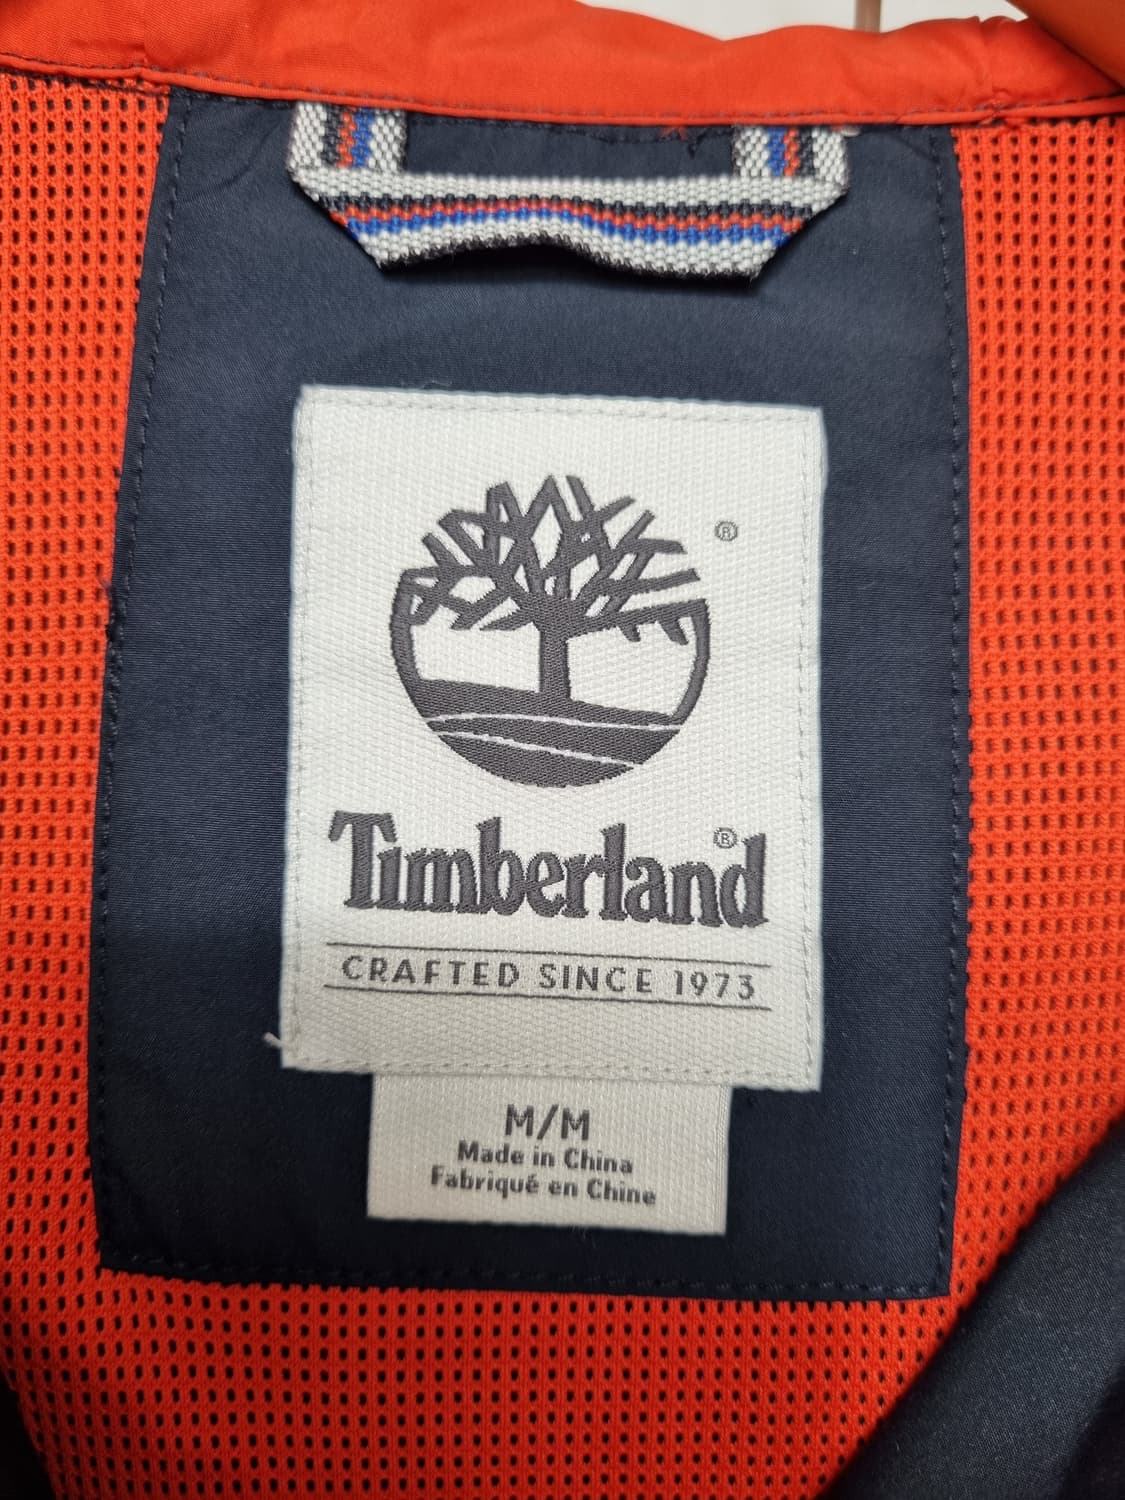 ®
Timberland®
CRAFTED SINCE 1973
M/M
Made in China
Fabriqué en Chine